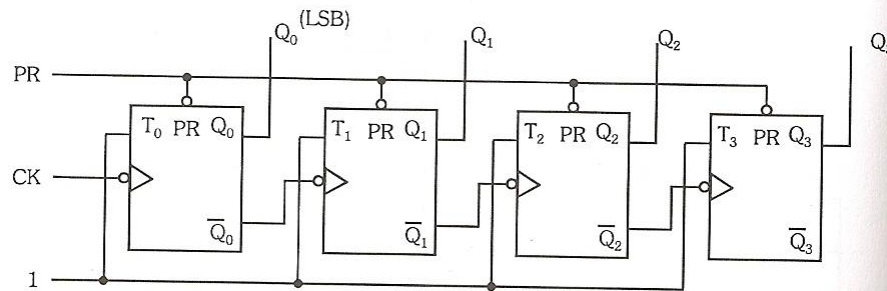 Q₀ (LSB) Q₁ Q₂
PR
T₀ PR Q₀ T₁ PR Q₁ T₂ PR Q₂ T₃ PR Q₃
CK
Q̅₀ Q̅₁ Q̅₂ Q̅₃
1